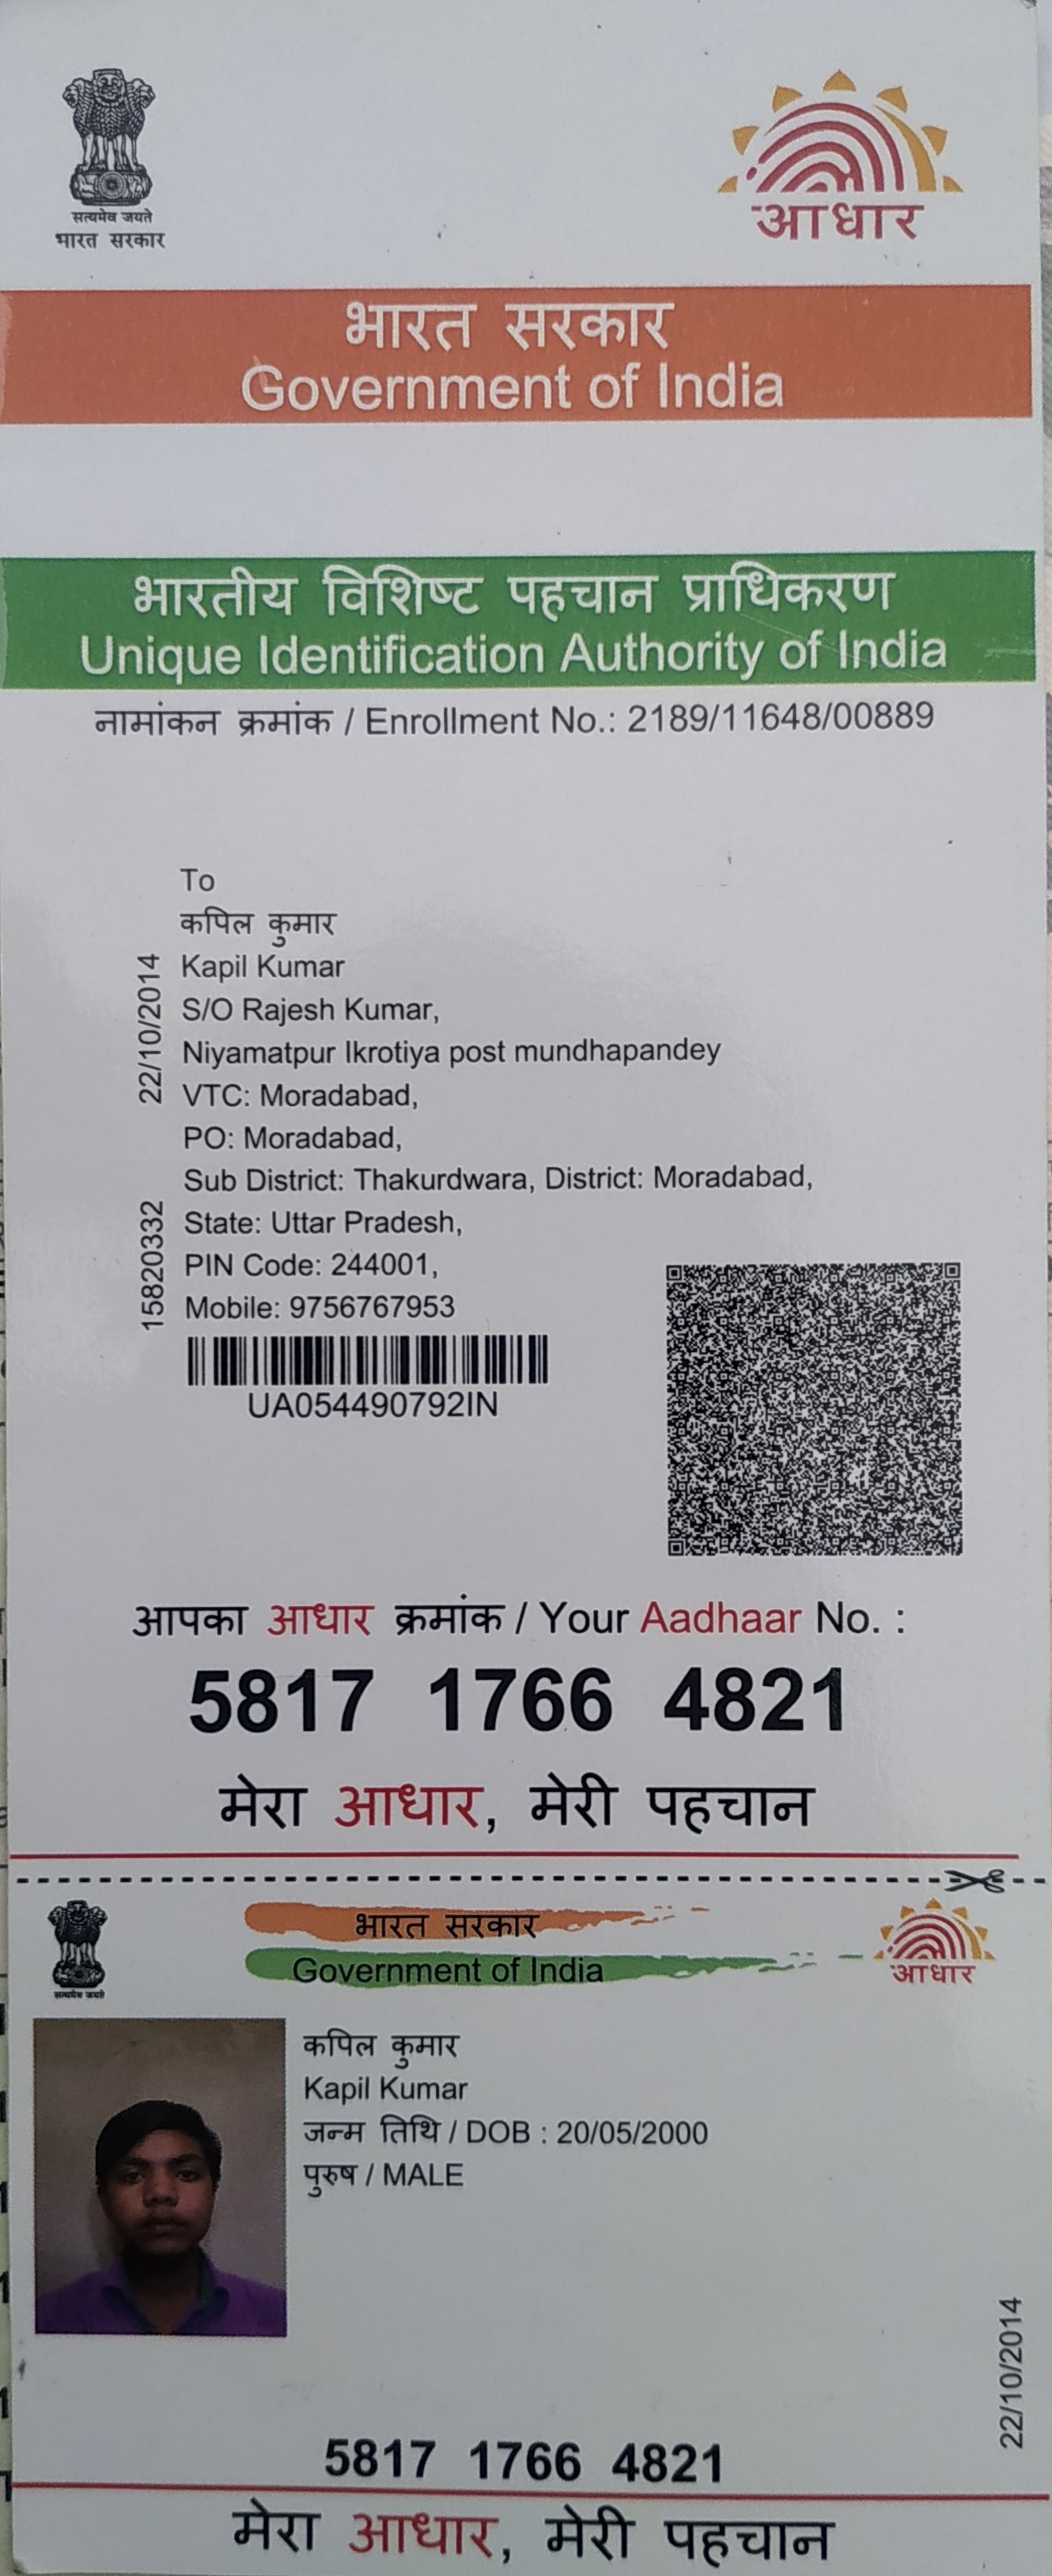 सत्यमेव जयते
भारत सरकार
आधार
भारत सरकार
Government of India
भारतीय विशिष्ट पहचान प्राधिकरण
Unique Identification Authority of India
नामांकन क्रमांक / Enrollment No.: 2189/11648/00889
To
कपिल कुमार
Kapil Kumar
S/O Rajesh Kumar,
Niyamatpur Ikrotiya post mundhapandey
VTC: Moradabad,
PO: Moradabad,
Sub District: Thakurdwara, District: Moradabad,
State: Uttar Pradesh,
PIN Code: 244001,
Mobile: 9756767953
22/10/2014
15820332
UA054490792IN
आपका आधार क्रमांक / Your Aadhaar No. :
5817 1766 4821
मेरा आधार, मेरी पहचान
सत्यमेव जयते
भारत सरकार
Government of India
आधार
कपिल कुमार
Kapil Kumar
जन्म तिथि / DOB : 20/05/2000
पुरुष / MALE
22/10/2014
5817 1766 4821
मेरा आधार, मेरी पहचान